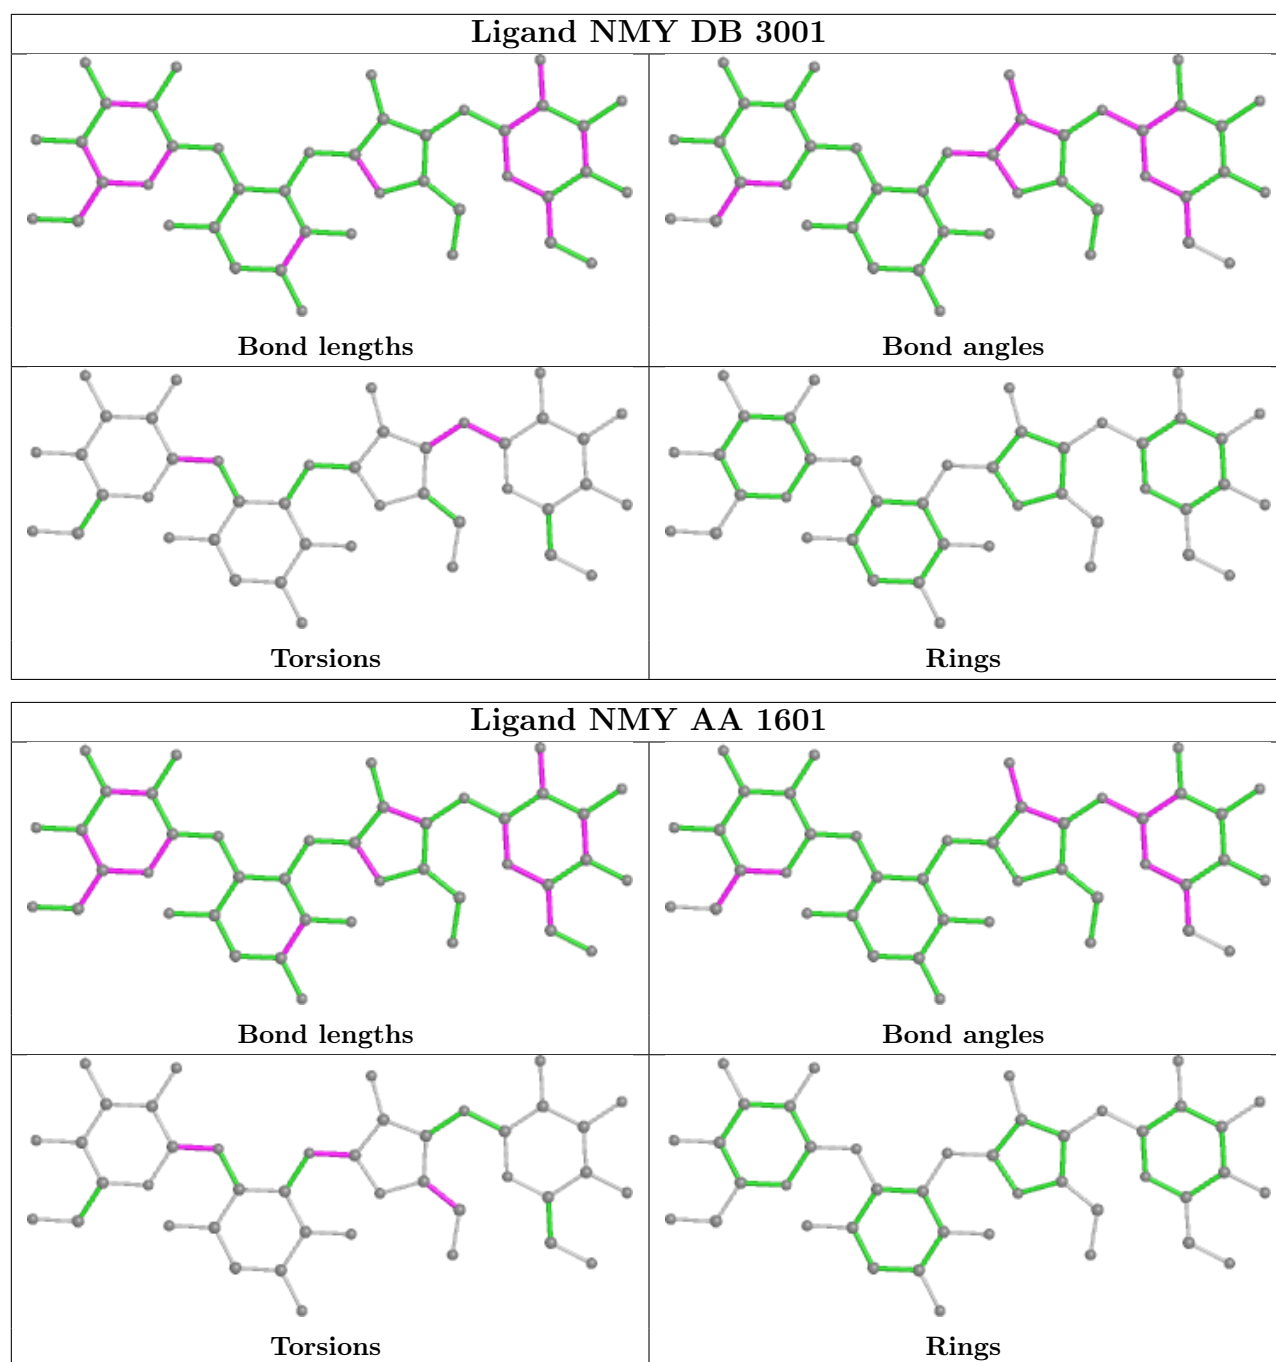 Ligand NMY DB 3001
Bond lengths
Bond angles
Torsions
Rings
Ligand NMY AA 1601
Bond lengths
Bond angles
Torsions
Rings